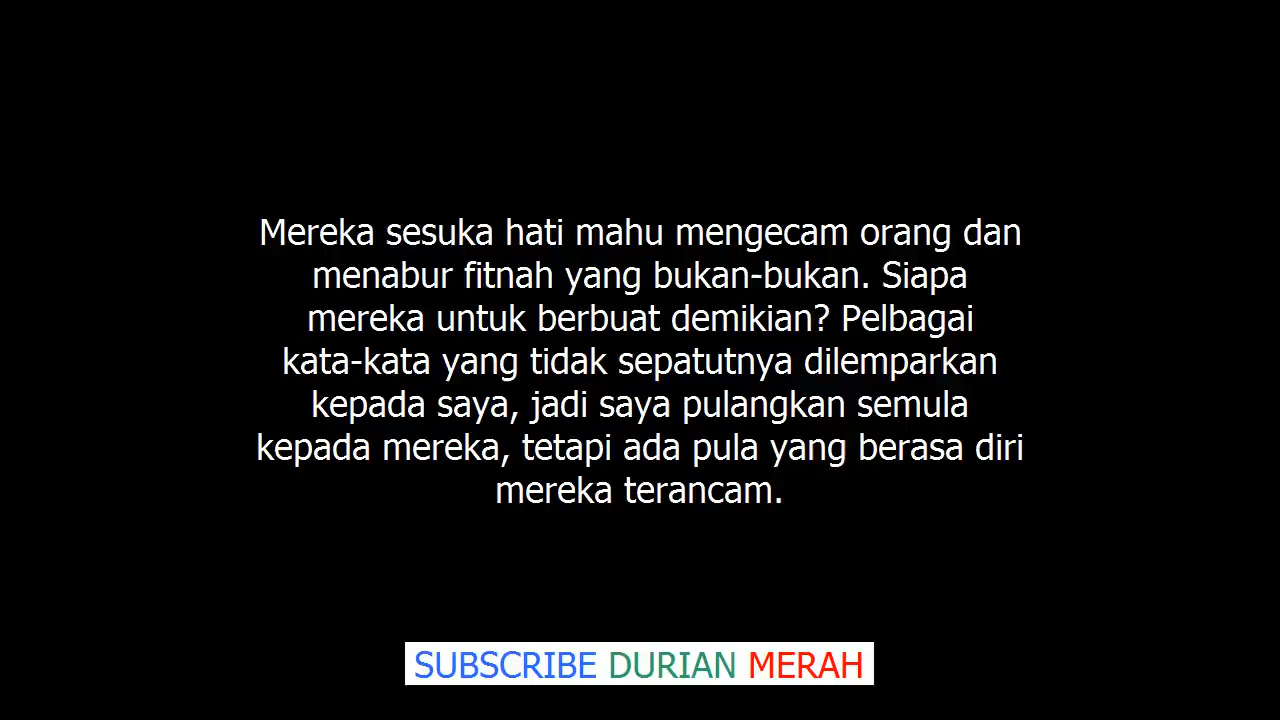 Mereka sesuka hati mahu mengecam orang dan
menabur fitnah yang bukan-bukan. Siapa
mereka untuk berbuat demikian? Pelbagai
kata-kata yang tidak sepatutnya dilemparkan
kepada saya, jadi saya pulangkan semula
kepada mereka, tetapi ada pula yang berasa diri
mereka terancam.
SUBSCRIBE DURIAN MERAH